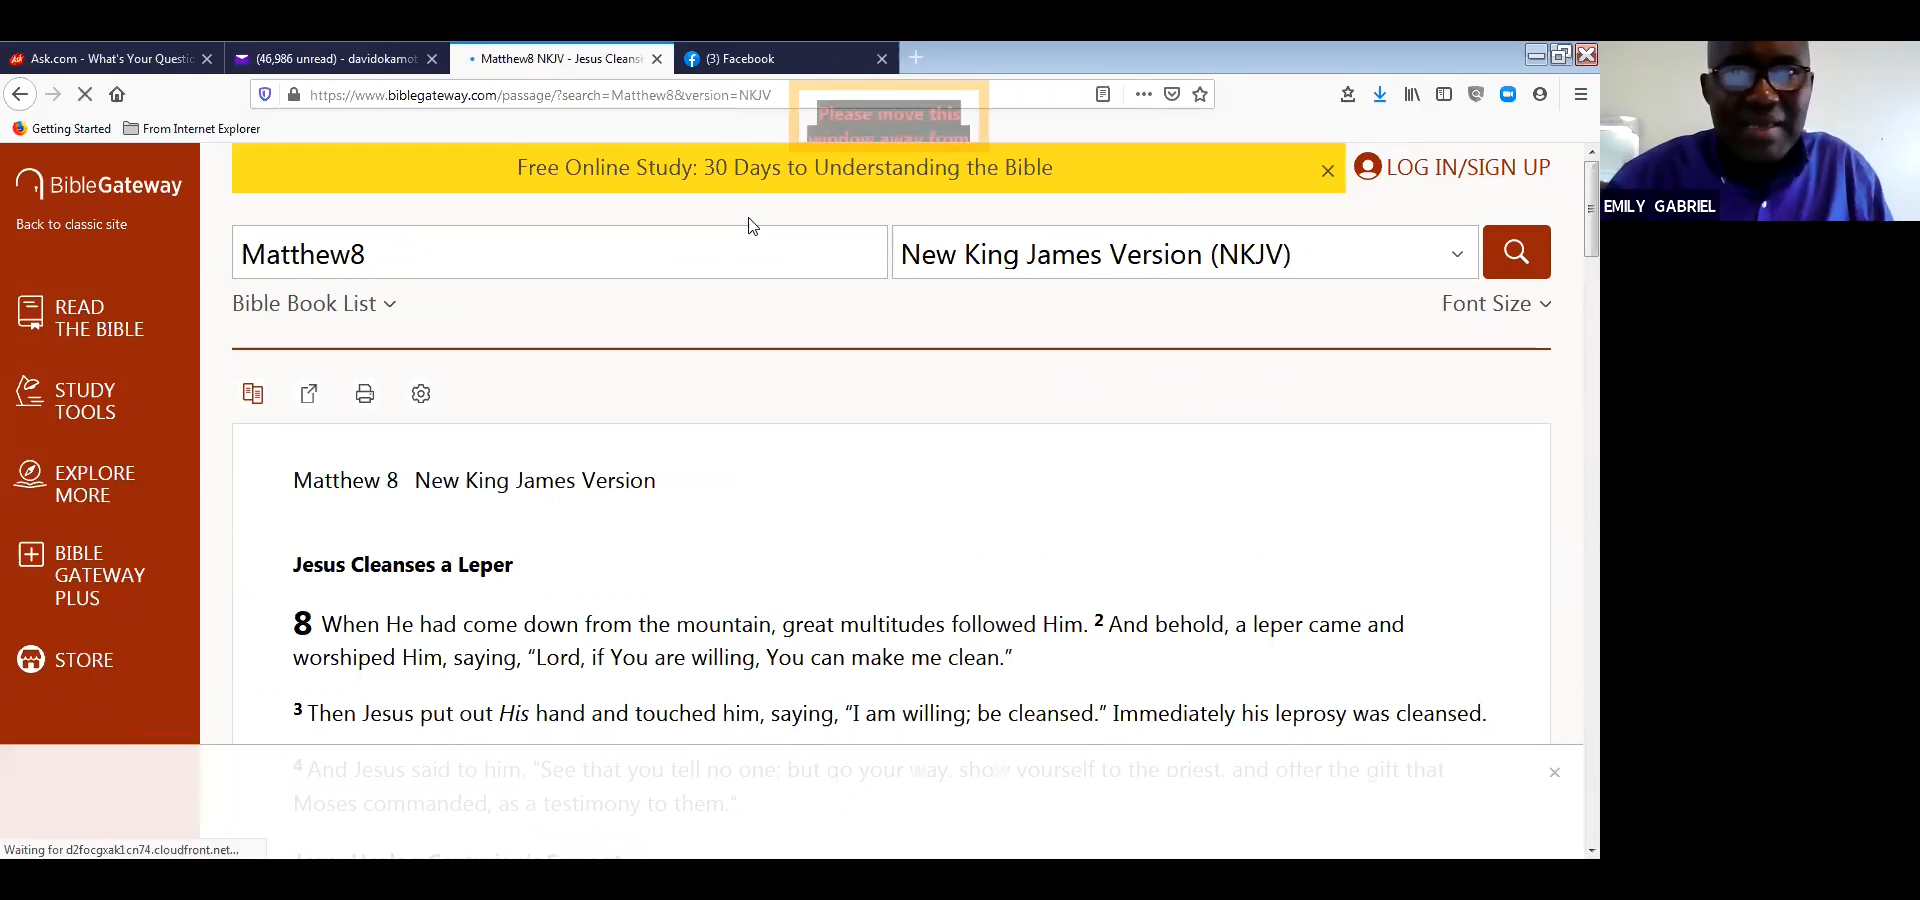 Ask.com - What's Your Questic
(46,986 unread) - davidokamot
Matthew8 NKJV - Jesus Cleanse
(3) Facebook
https://www.biblegateway.com/passage/?search=Matthew8&version=NKJV
Please move this
window away from
Getting Started
From Internet Explorer
BibleGateway
Back to classic site
READ
THE BIBLE
STUDY
TOOLS
EXPLORE
MORE
BIBLE
GATEWAY
PLUS
STORE
Free Online Study: 30 Days to Understanding the Bible
LOG IN/SIGN UP
Matthew8
New King James Version (NKJV)
Bible Book List
Font Size
Matthew 8 New King James Version
Jesus Cleanses a Leper
8 When He had come down from the mountain, great multitudes followed Him. 2 And behold, a leper came and
worshiped Him, saying, “Lord, if You are willing, You can make me clean.”
3 Then Jesus put out His hand and touched him, saying, “I am willing; be cleansed.” Immediately his leprosy was cleansed.
4 And Jesus said to him, “See that you tell no one; but go your way, show yourself to the priest, and offer the gift that
Moses commanded, as a testimony to them.”
Waiting for d2focgxak1cn74.cloudfront.net...
EMILY GABRIEL